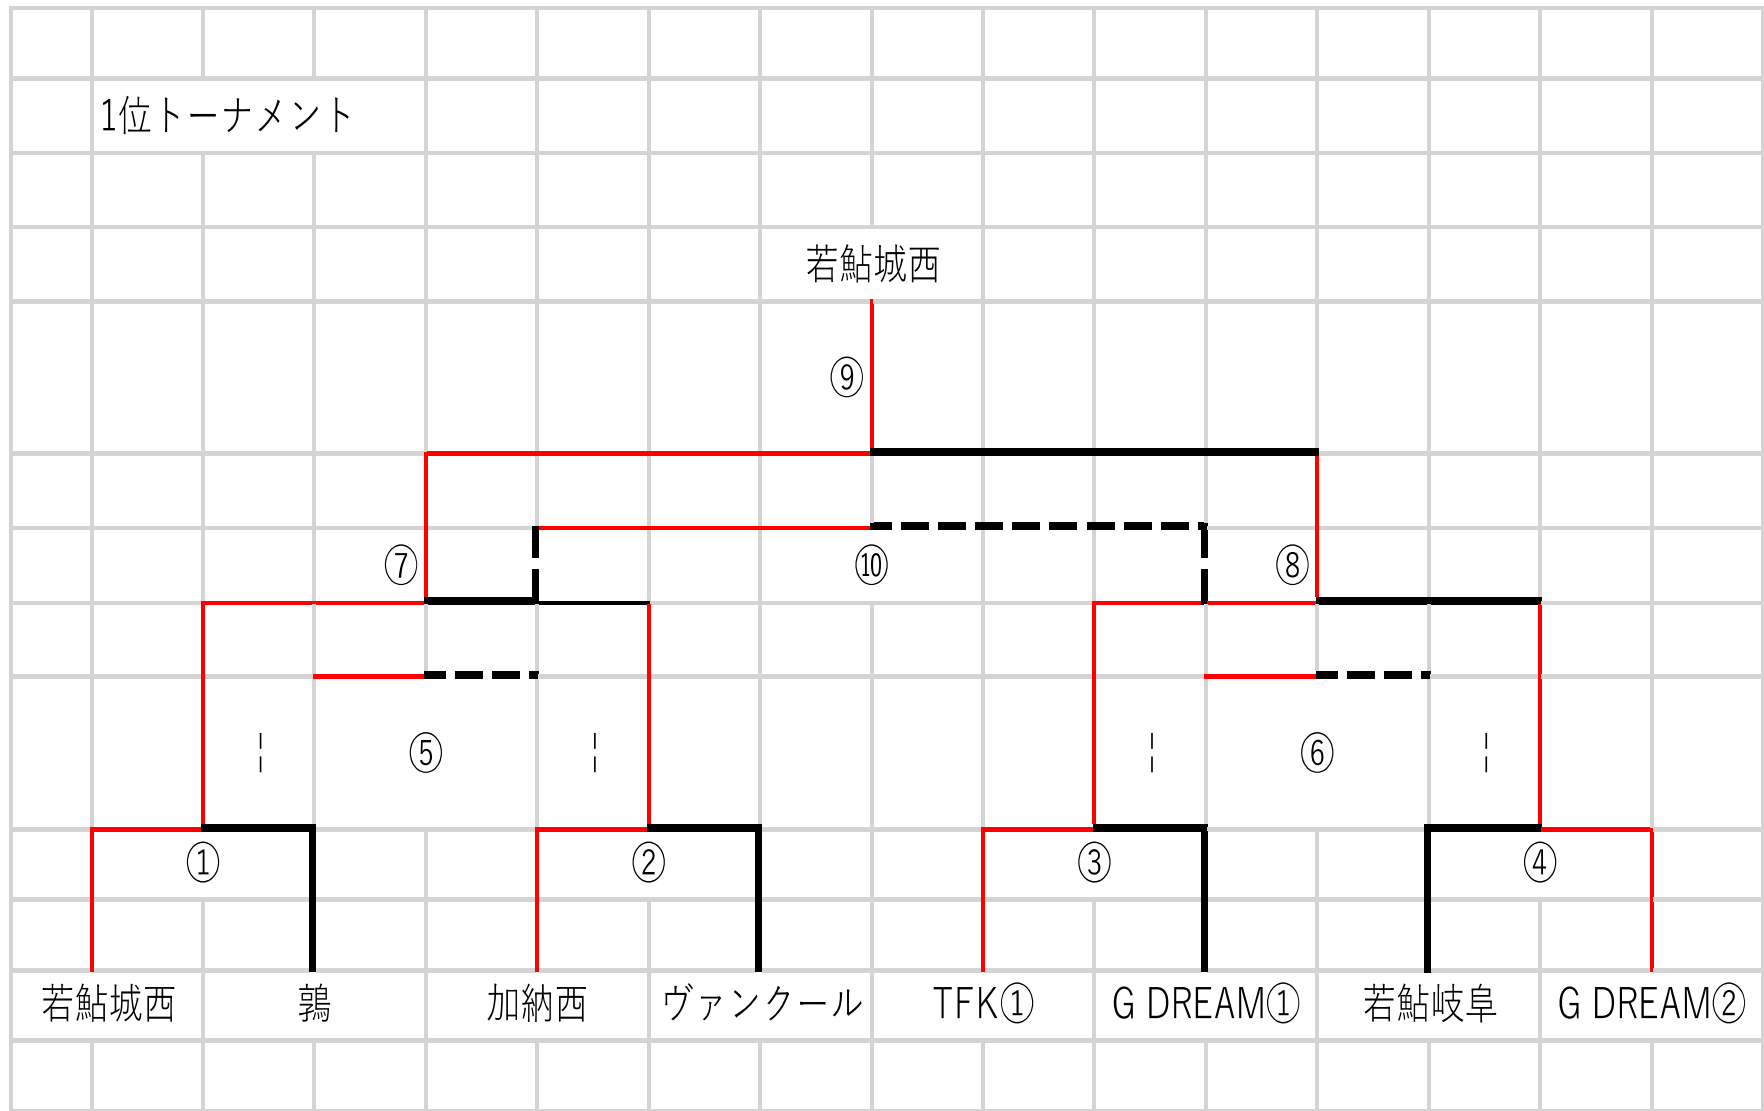 1位トーナメント
若鮎城西
⑨
⑦ ⑩ ⑧
¦ ⑤ ¦ ¦ ⑥ ¦
① ② ③ ④
若鮎城西 鶉 加納西 ヴァンクール TFK① G DREAM① 若鮎岐阜 G DREAM②